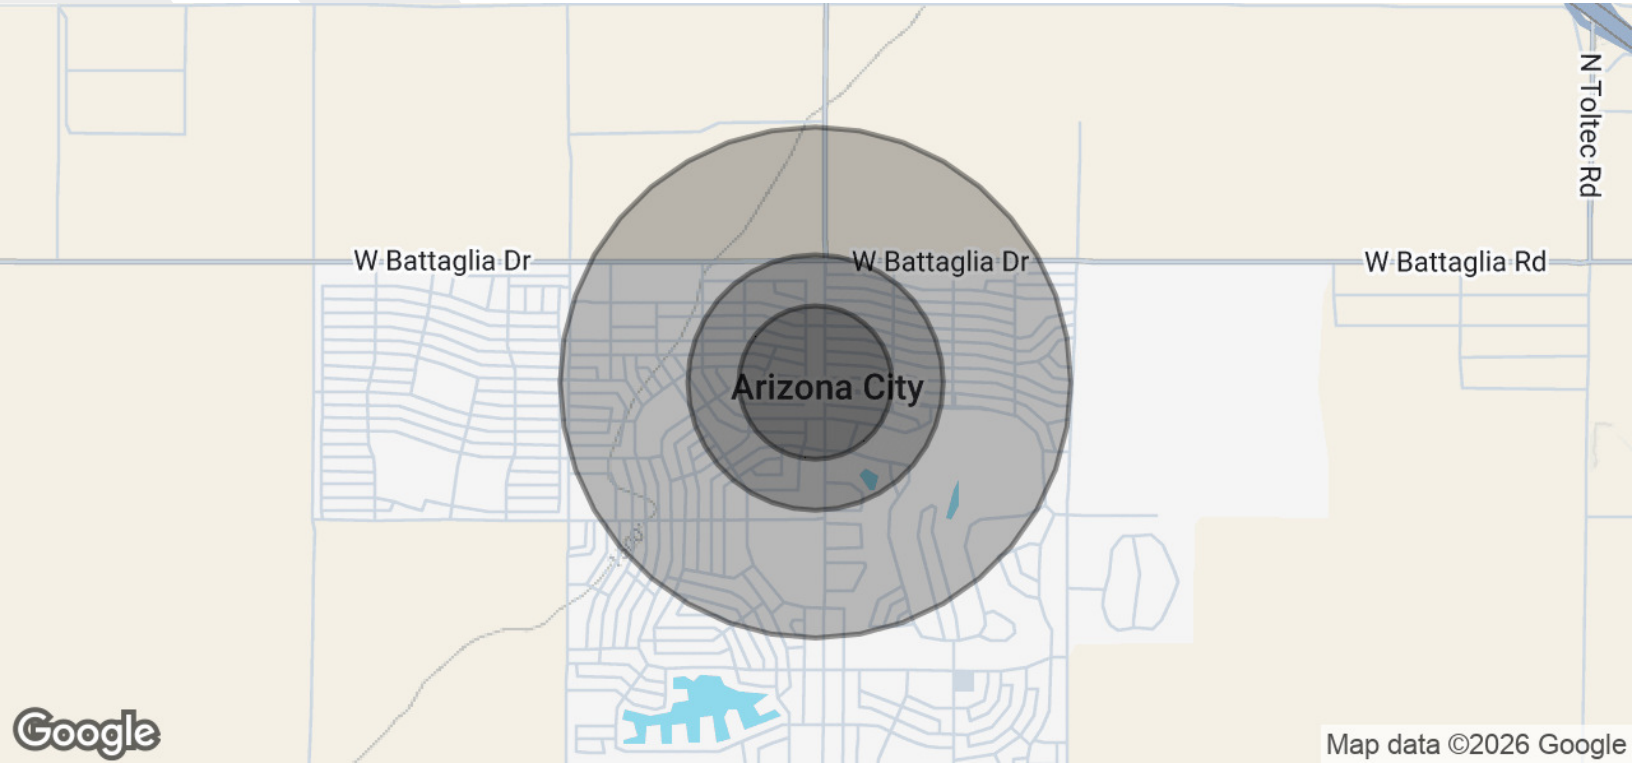 N Toltec Rd
W Battaglia Dr
W Battaglia Dr
W Battaglia Rd
Arizona City
Google
Map data ©2026 Google